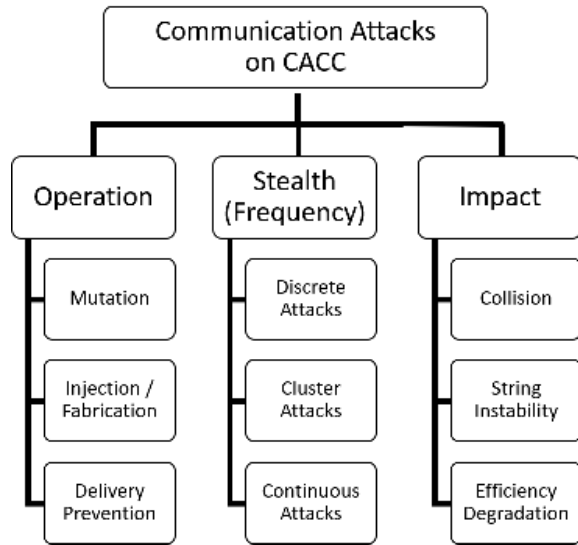 Communication Attacks
on CACC
Operation
Mutation
Injection /
Fabrication
Delivery
Prevention
Stealth
(Frequency)
Discrete
Attacks
Cluster
Attacks
Continuous
Attacks
Impact
Collision
String
Instability
Efficiency
Degradation